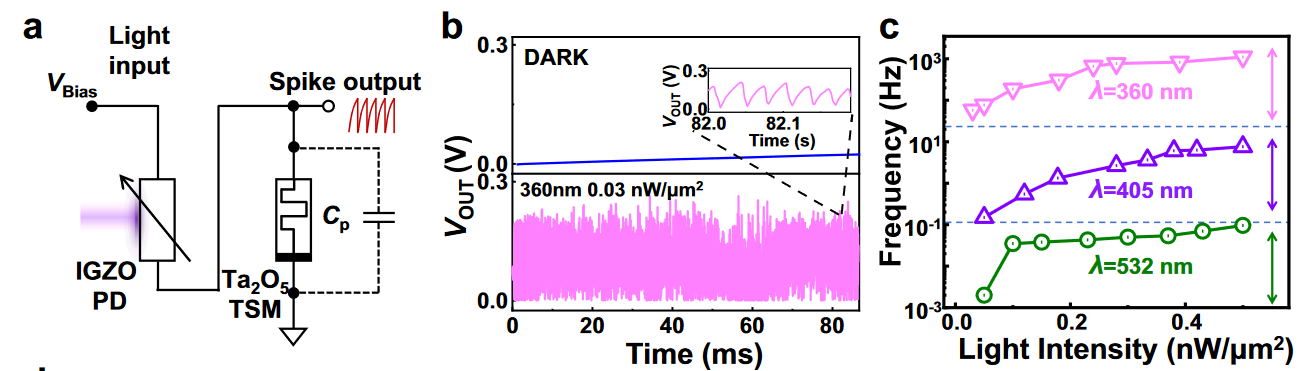 a
Light
input
V_Bias
Spike output
C_p
IGZO
PD
Ta₂O₅
TSM
b
V_OUT (V)
0.3
DARK
0.0
V_OUT (V)
0.3
0.0
82.0
82.1
Time (s)
0.3
360nm 0.03 nW/μm²
0.0
0
20
40
60
80
Time (ms)
c
Frequency (Hz)
10³
10¹
10⁻¹
10⁻³
λ=360 nm
λ=405 nm
λ=532 nm
0.0
0.2
0.4
Light Intensity (nW/μm²)